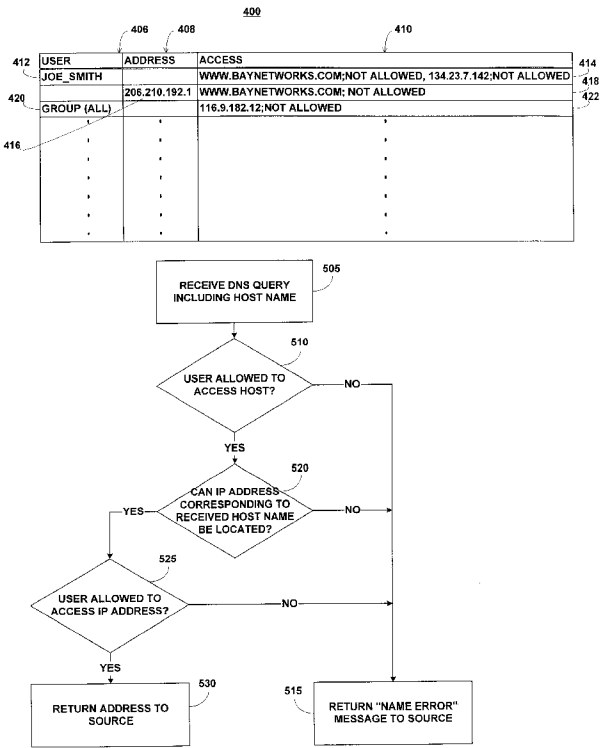 400
406 408 410
USER ADDRESS ACCESS
412 JOE_SMITH WWW.BAYNETWORKS.COM;NOT ALLOWED, 134.23.7.142;NOT ALLOWED 414
206.210.192.1 WWW.BAYNETWORKS.COM; NOT ALLOWED 418
420 GROUP (ALL) 116.9.182.12;NOT ALLOWED 422
416
RECEIVE DNS QUERY
INCLUDING HOST NAME
505
510
USER ALLOWED TO
ACCESS HOST?
NO
YES
520
CAN IP ADDRESS
CORRESPONDING TO
RECEIVED HOST NAME
BE LOCATED?
YES
NO
525
USER ALLOWED TO
ACCESS IP ADDRESS?
NO
YES
RETURN ADDRESS TO
SOURCE
530
515
RETURN "NAME ERROR"
MESSAGE TO SOURCE